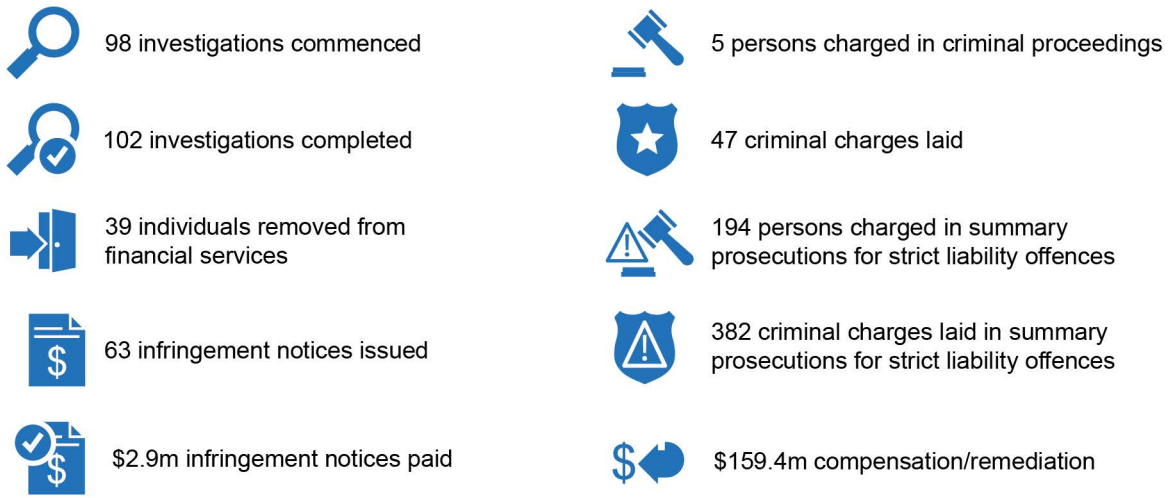 98 investigations commenced
102 investigations completed
39 individuals removed from
financial services
$
63 infringement notices issued
$
$2.9m infringement notices paid
5 persons charged in criminal proceedings
47 criminal charges laid
!
194 persons charged in summary
prosecutions for strict liability offences
!
382 criminal charges laid in summary
prosecutions for strict liability offences
$
$159.4m compensation/remediation